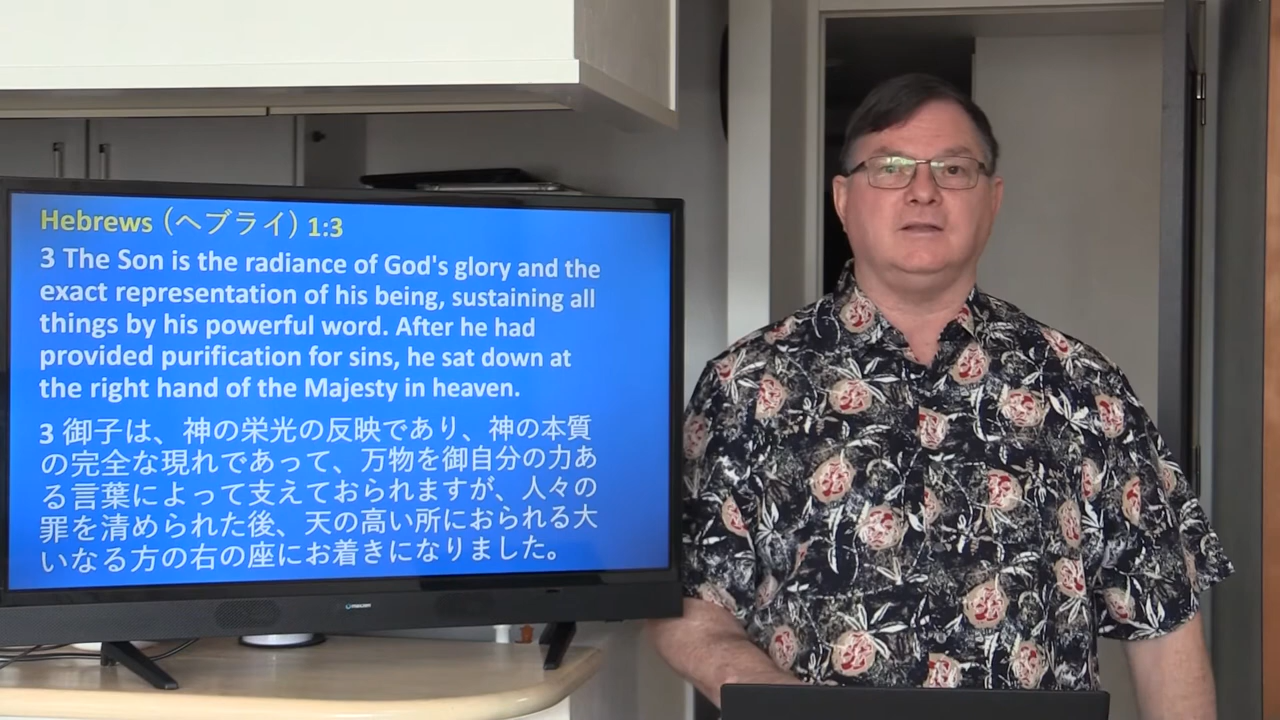 Hebrews (ヘブライ) 1:3
3 The Son is the radiance of God's glory and the
exact representation of his being, sustaining all
things by his powerful word. After he had
provided purification for sins, he sat down at
the right hand of the Majesty in heaven.
3 御子は、神の栄光の反映であり、神の本質
の完全な現れであって、万物を御自分の力あ
る言葉によって支えておられますが、人々の
罪を清められた後、天の高い所におられる大
いなる方の右の座にお着きになりました。